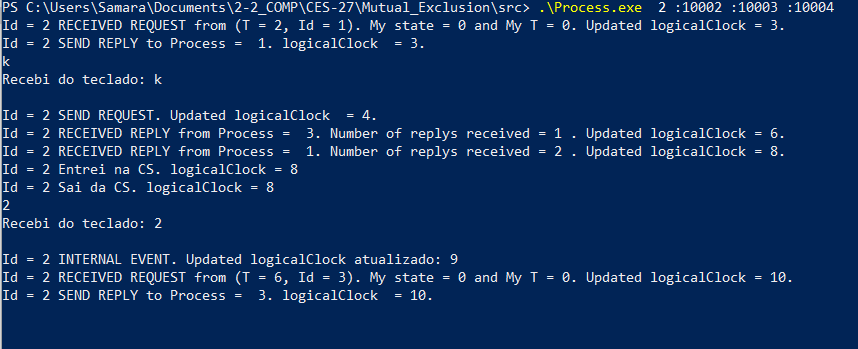 PS C:\Users\Samara\Documents\2-2_COMP\CES-27\Mutual_Exclusion\src> .\Process.exe  2 :10002 :10003 :10004
Id = 2 RECEIVED REQUEST from (T = 2, Id = 1). My state = 0 and My T = 0. Updated logicalClock = 3.
Id = 2 SEND REPLY to Process =  1. logicalClock  = 3.
k
Recebi do teclado: k
Id = 2 SEND REQUEST. Updated logicalClock  = 4.
Id = 2 RECEIVED REPLY from Process =  3. Number of replys received = 1 . Updated logicalClock = 6.
Id = 2 RECEIVED REPLY from Process =  1. Number of replys received = 2 . Updated logicalClock = 8.
Id = 2 Entrei na CS. logicalClock = 8
Id = 2 Sai da CS. logicalClock = 8
2
Recebi do teclado: 2
Id = 2 INTERNAL EVENT. Updated logicalClock atualizado: 9
Id = 2 RECEIVED REQUEST from (T = 6, Id = 3). My state = 0 and My T = 0. Updated logicalClock = 10.
Id = 2 SEND REPLY to Process =  3. logicalClock  = 10.